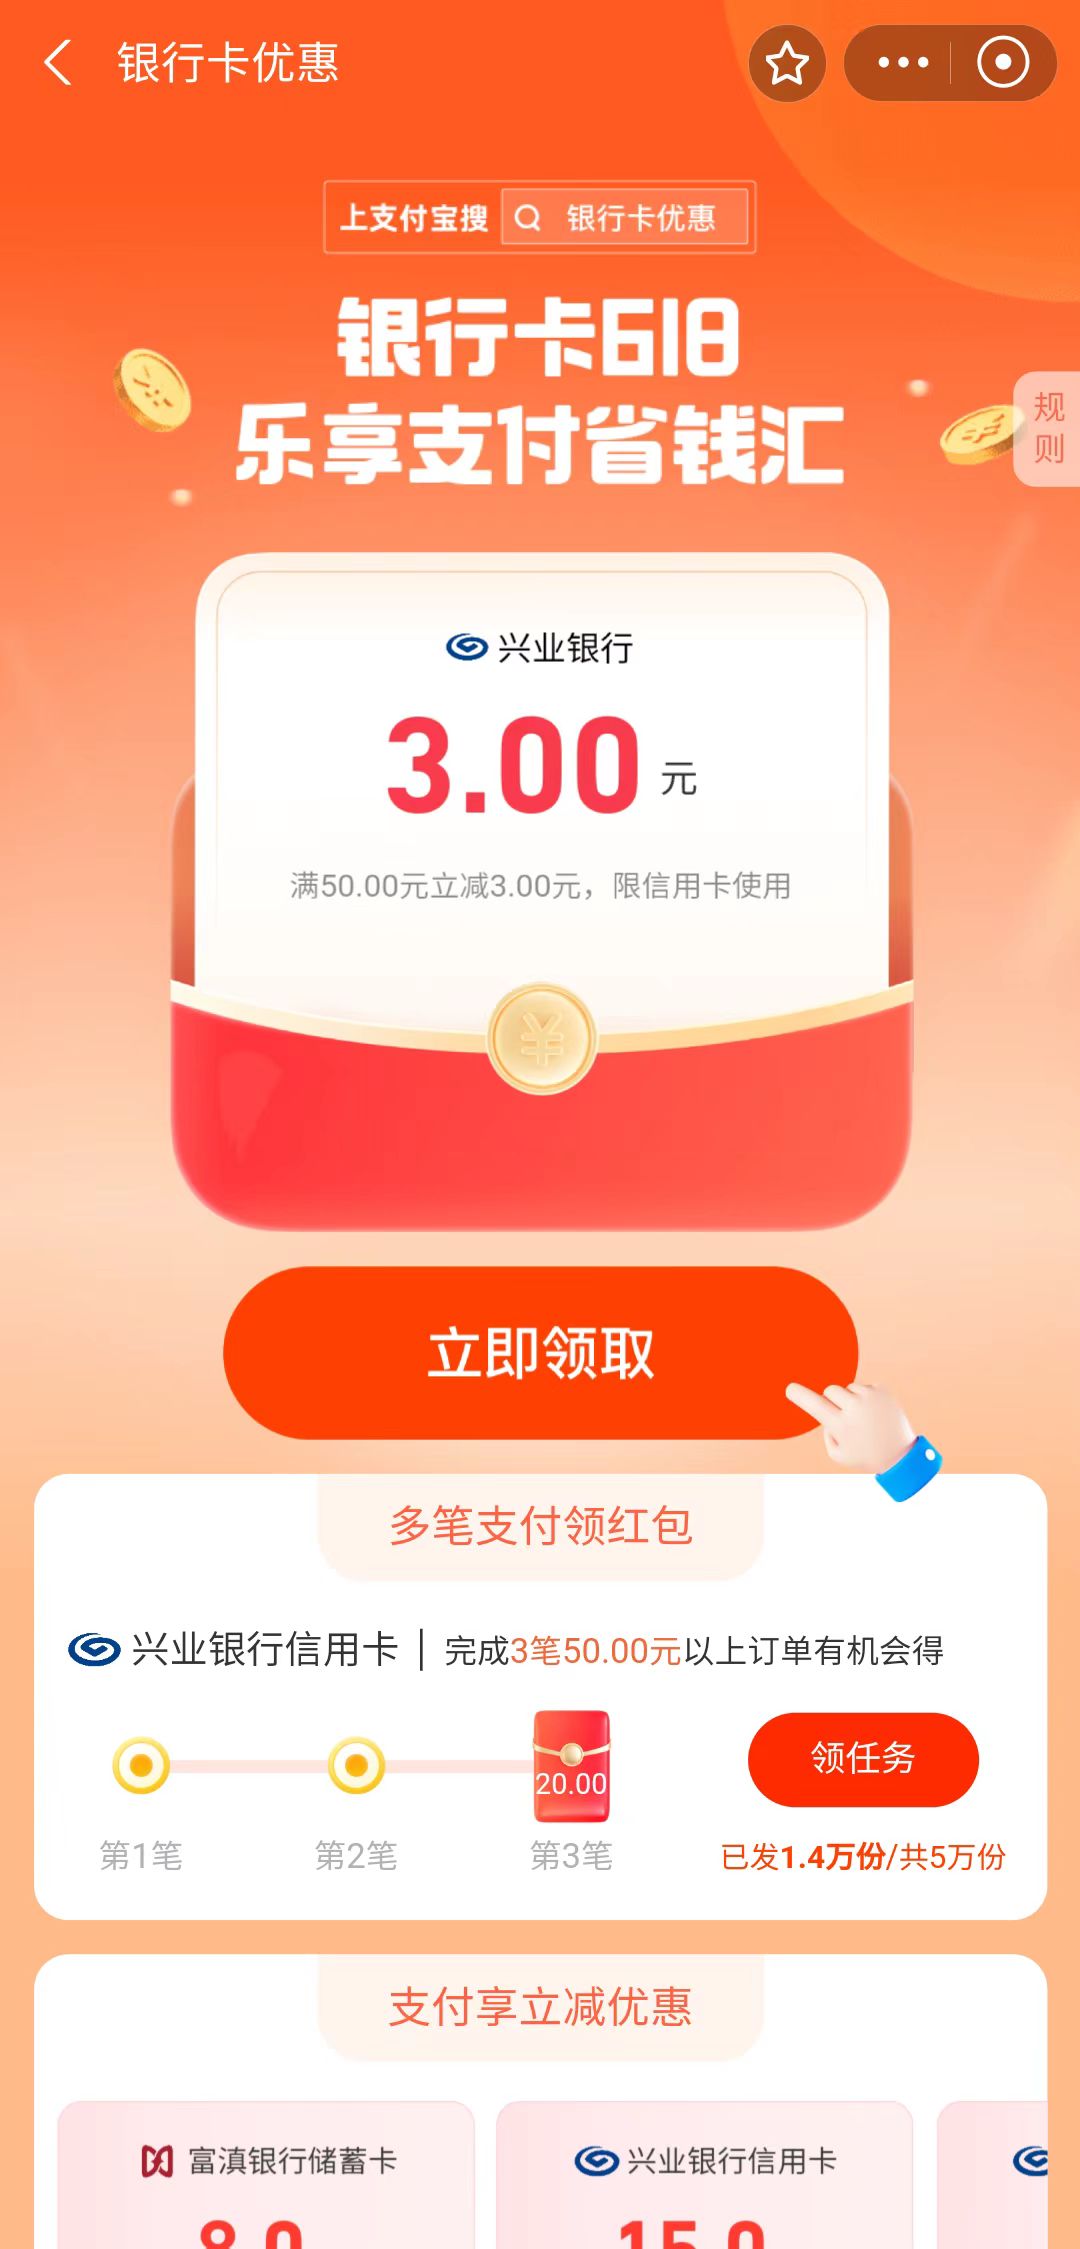 银行卡优惠
上支付宝搜 银行卡优惠
银行卡618
乐享支付省钱汇
规则
兴业银行
3.00 元
满50.00元立减3.00元，限信用卡使用
立即领取
多笔支付领红包
兴业银行信用卡 | 完成3笔50.00元以上订单有机会得
20.00
领任务
第1笔 第2笔 第3笔
已发1.4万份/共5万份
支付享立减优惠
富滇银行储蓄卡 兴业银行信用卡
8.0 15.0